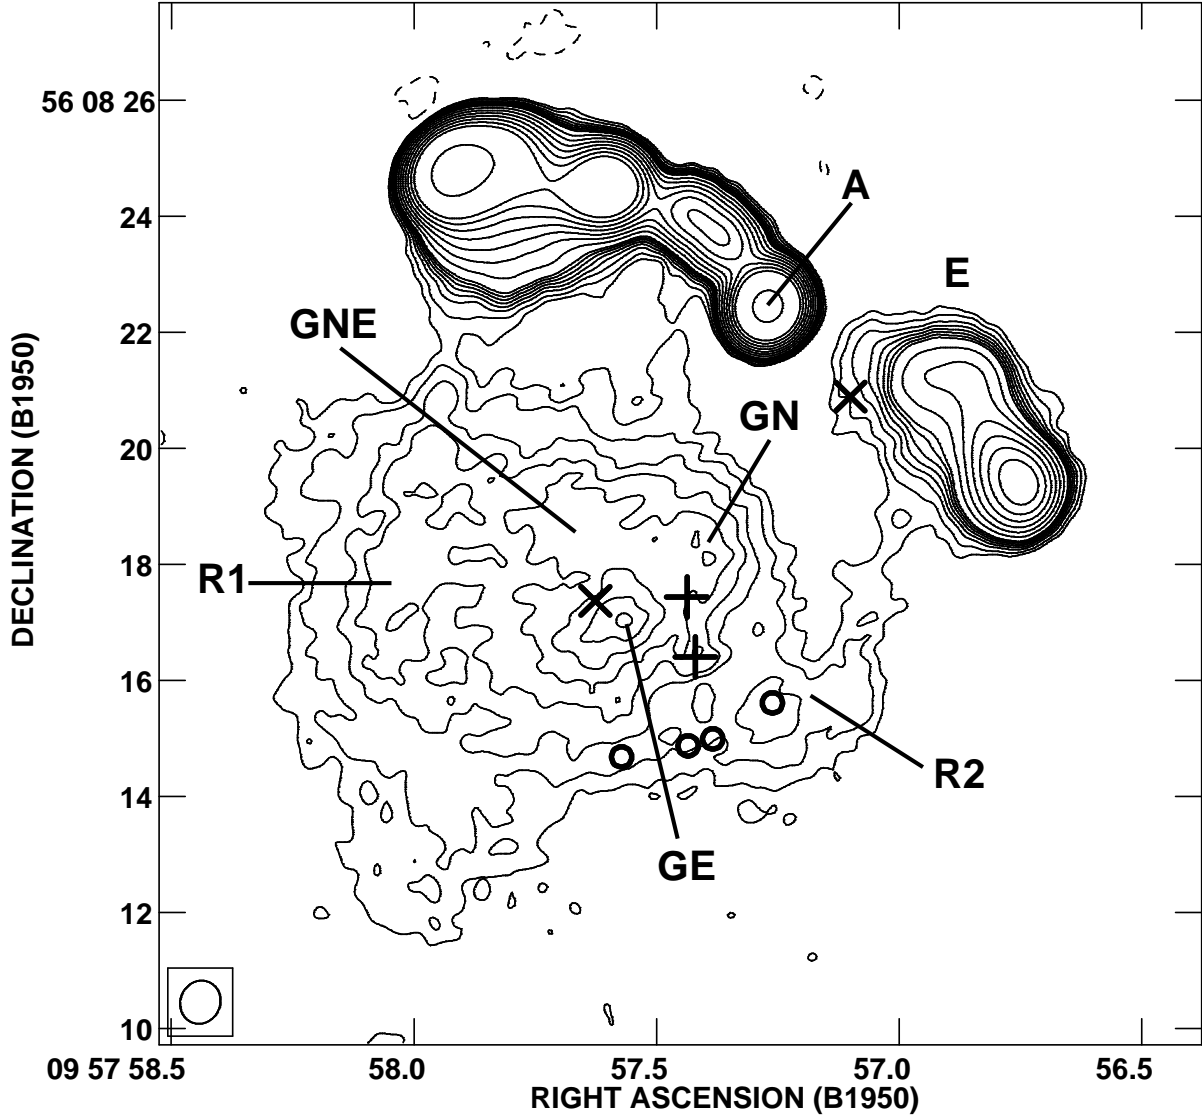 56 08 26
A
24
E
GNE
22
GN
20
DECLINATION (B1950)
18
R1
16
R2
14
GE
12
10
09 57 58.5 58.0 57.5 57.0 56.5
RIGHT ASCENSION (B1950)